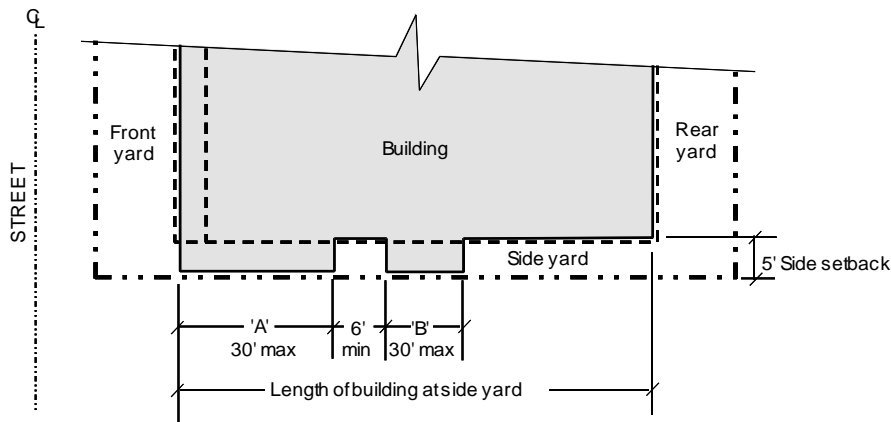 ℄
STREET
Front
yard
Building
Rear
yard
Side yard
5' Side setback
'A'
30' max
6'
min
'B'
30' max
Length of building at side yard